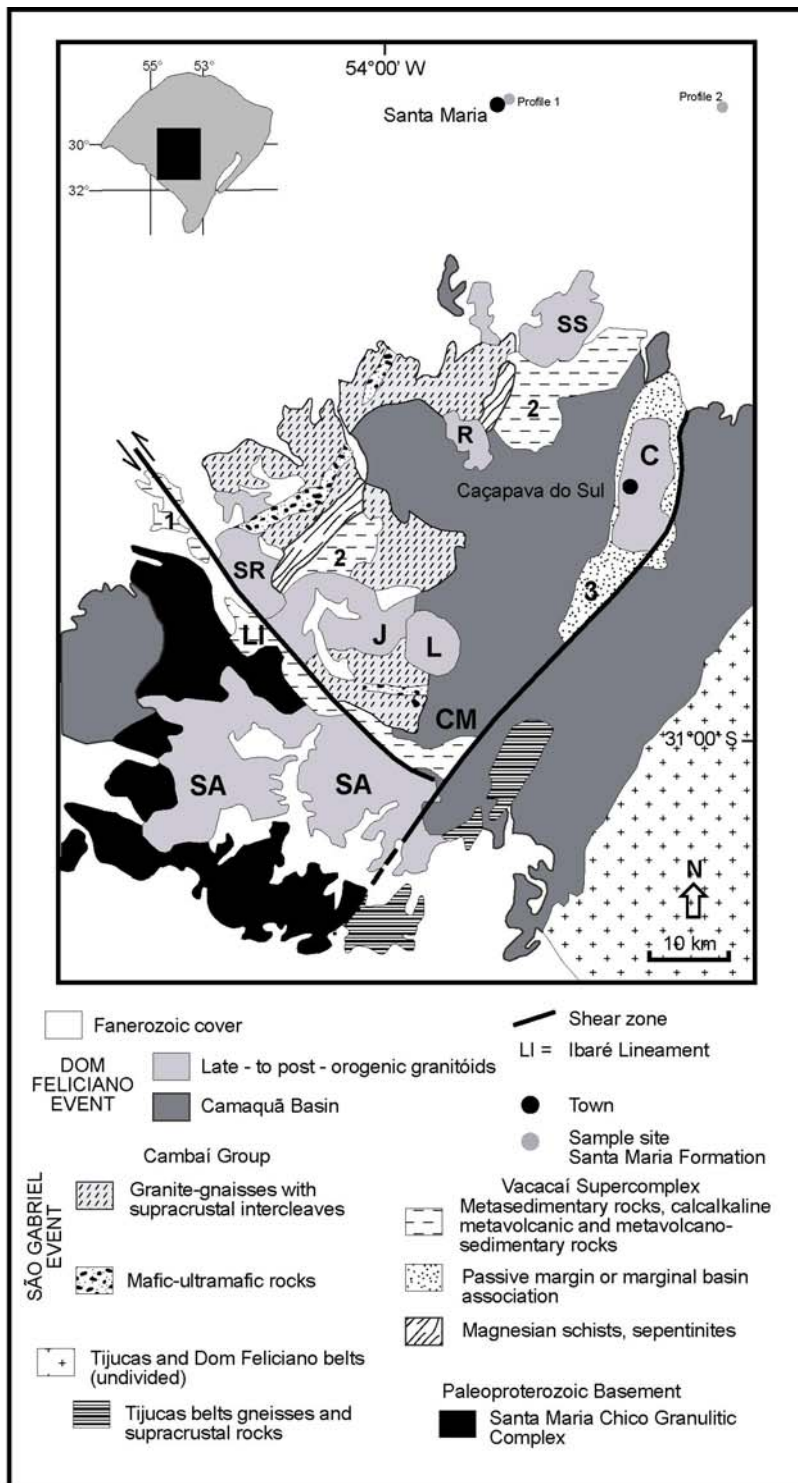 55°
53°
54°00' W
Santa Maria
Profile 1
Profile 2
30°
32°
SS
2
R
C
Caçapava do Sul
1
SR
2
3
LI
J
L
CM
31°00' S
SA
SA
N
10 km
Fanerozoic cover
DOM
FELICIANO
EVENT
Late - to post - orogenic granitóids
Camaquã Basin
Shear zone
LI = Ibaré Lineament
Town
Sample site
Santa Maria Formation
SÃO GABRIEL
EVENT
Cambaí Group
Granite-gnaisses with
supracrustal intercleaves
Mafic-ultramafic rocks
Vacacaí Supercomplex
Metasedimentary rocks, calcalkaline
metavolcanic and metavolcano-
sedimentary rocks
Passive margin or marginal basin
association
Magnesian schists, sepentinites
Tijucas and Dom Feliciano belts
(undivided)
Tijucas belts gneisses and
supracrustal rocks
Paleoproterozoic Basement
Santa Maria Chico Granulitic
Complex